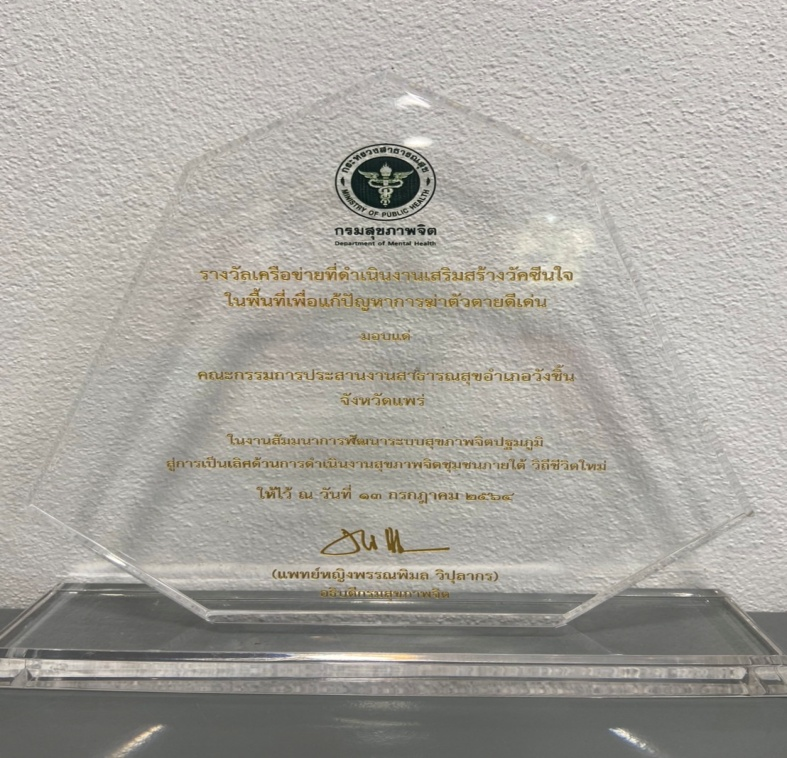 กระทรวงสาธารณสุข
MINISTRY OF PUBLIC HEALTH
กรมสุขภาพจิต
Department of Mental Health
รางวัลเครือข่ายที่ดำเนินงานเสริมสร้างวัคซีนใจ
ในพื้นที่เพื่อแก้ปัญหาการฆ่าตัวตายดีเด่น
มอบแด่
คณะกรรมการประสานงานสาธารณสุขอำเภอวังชิ้น
จังหวัดแพร่
ในงานสัมมนาการพัฒนาระบบสุขภาพจิตปฐมภูมิ
สู่การเป็นเลิศด้านการดำเนินงานสุขภาพจิตชุมชนภายใต้ วิถีชีวิตใหม่
ให้ไว้ ณ วันที่ ๑๓ กรกฎาคม ๒๕๖๔
(แพทย์หญิงพรรณพิมล วิปุลากร)
อธิบดีกรมสุขภาพจิต